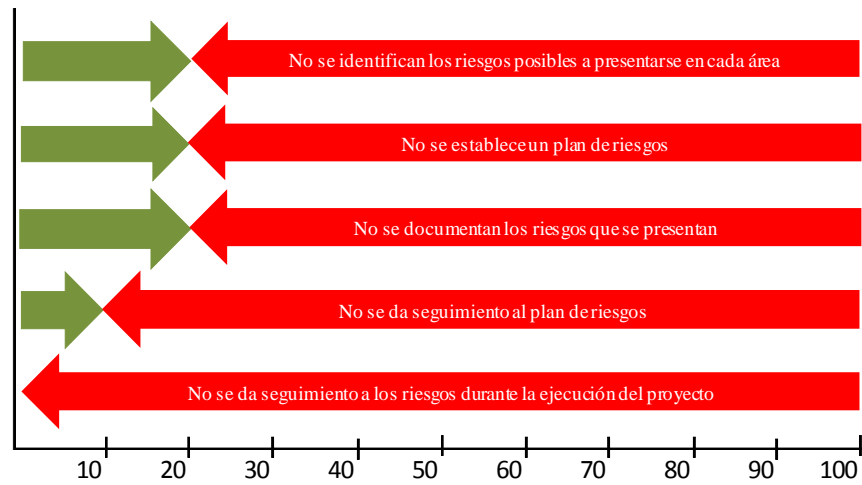 No se identifican los riesgos posibles a presentarse en cada área
No se establece un plan de riesgos
No se documentan los riesgos que se presentan
No se da seguimiento al plan de riesgos
No se da seguimiento a los riesgos durante la ejecución del proyecto
10 20 30 40 50 60 70 80 90 100